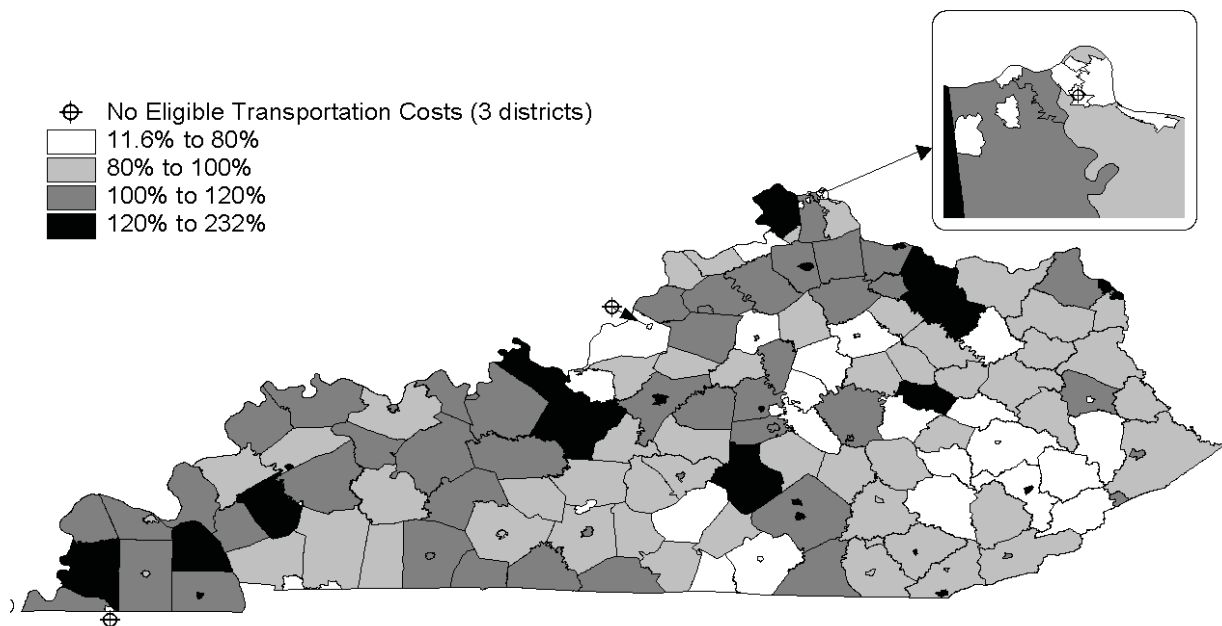 No Eligible Transportation Costs (3 districts)
11.6% to 80%
80% to 100%
100% to 120%
120% to 232%
)